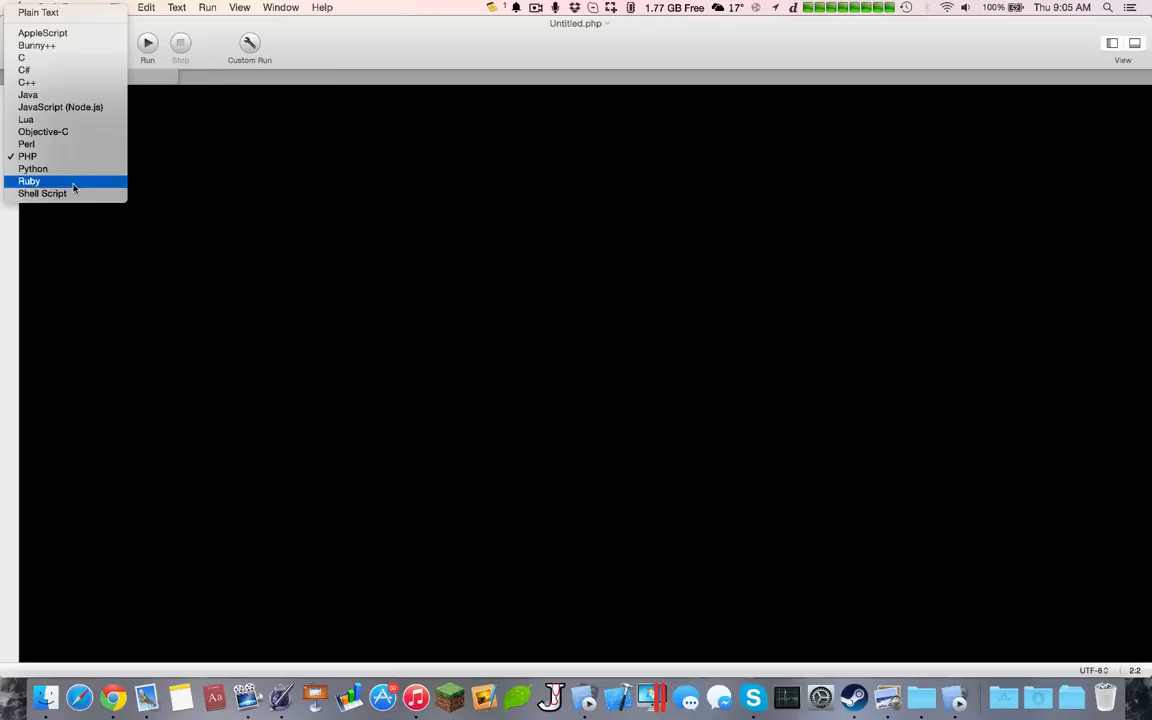 Edit Text Run View Window Help
1 1.77 GB Free 17° 100% Thu 9:05 AM
Untitled.php
Plain Text
AppleScript
Bunny++
C
C#
C++
Java
JavaScript (Node.js)
Lua
Objective-C
Perl
✓ PHP
Python
Ruby
Shell Script
Run Stop Custom Run View
UTF-8 2:2